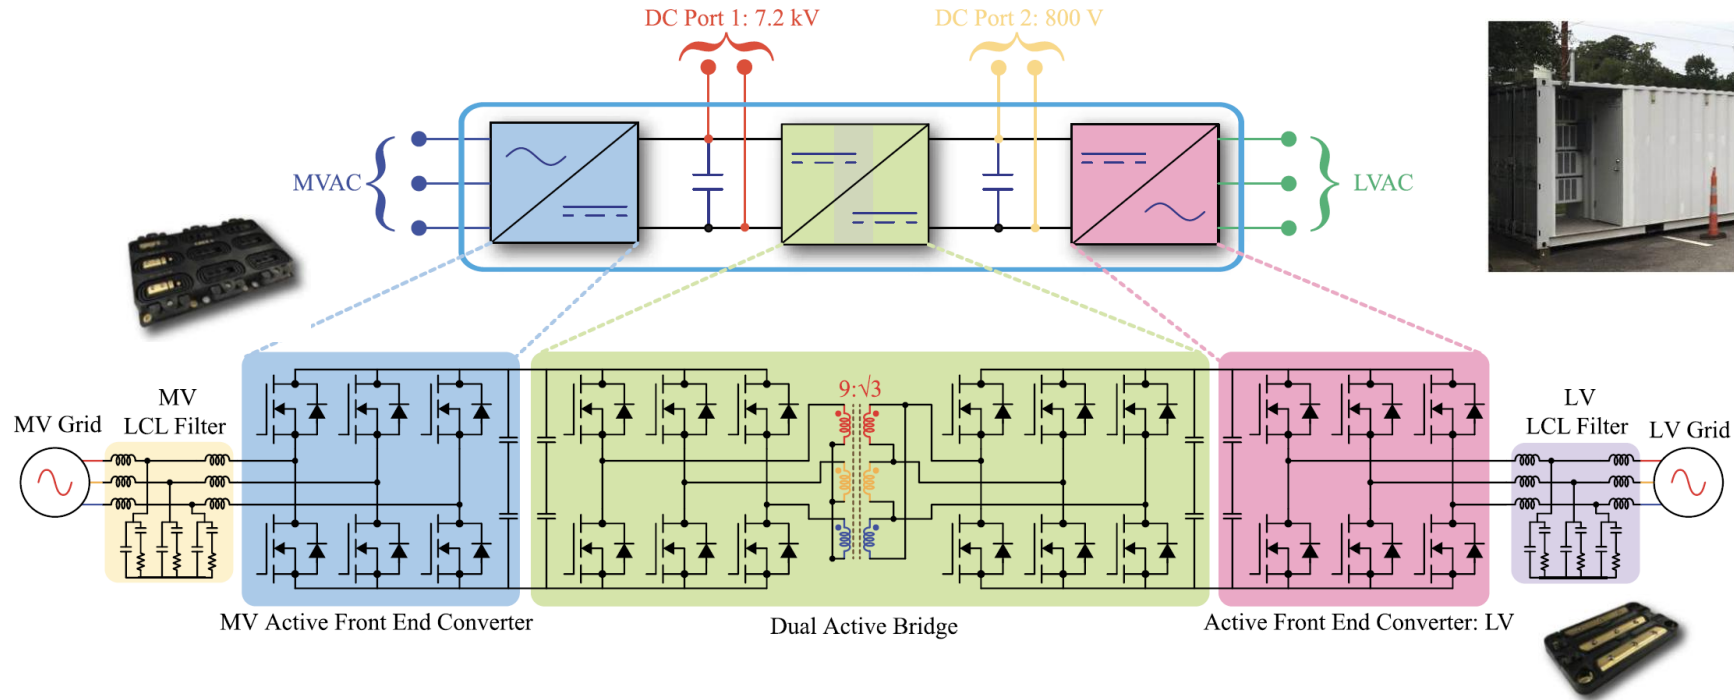 DC Port 1: 7.2 kV
DC Port 2: 800 V
MVAC
LVAC
9:√3
MV Grid
MV
LCL Filter
LV
LCL Filter
LV Grid
MV Active Front End Converter
Dual Active Bridge
Active Front End Converter: LV